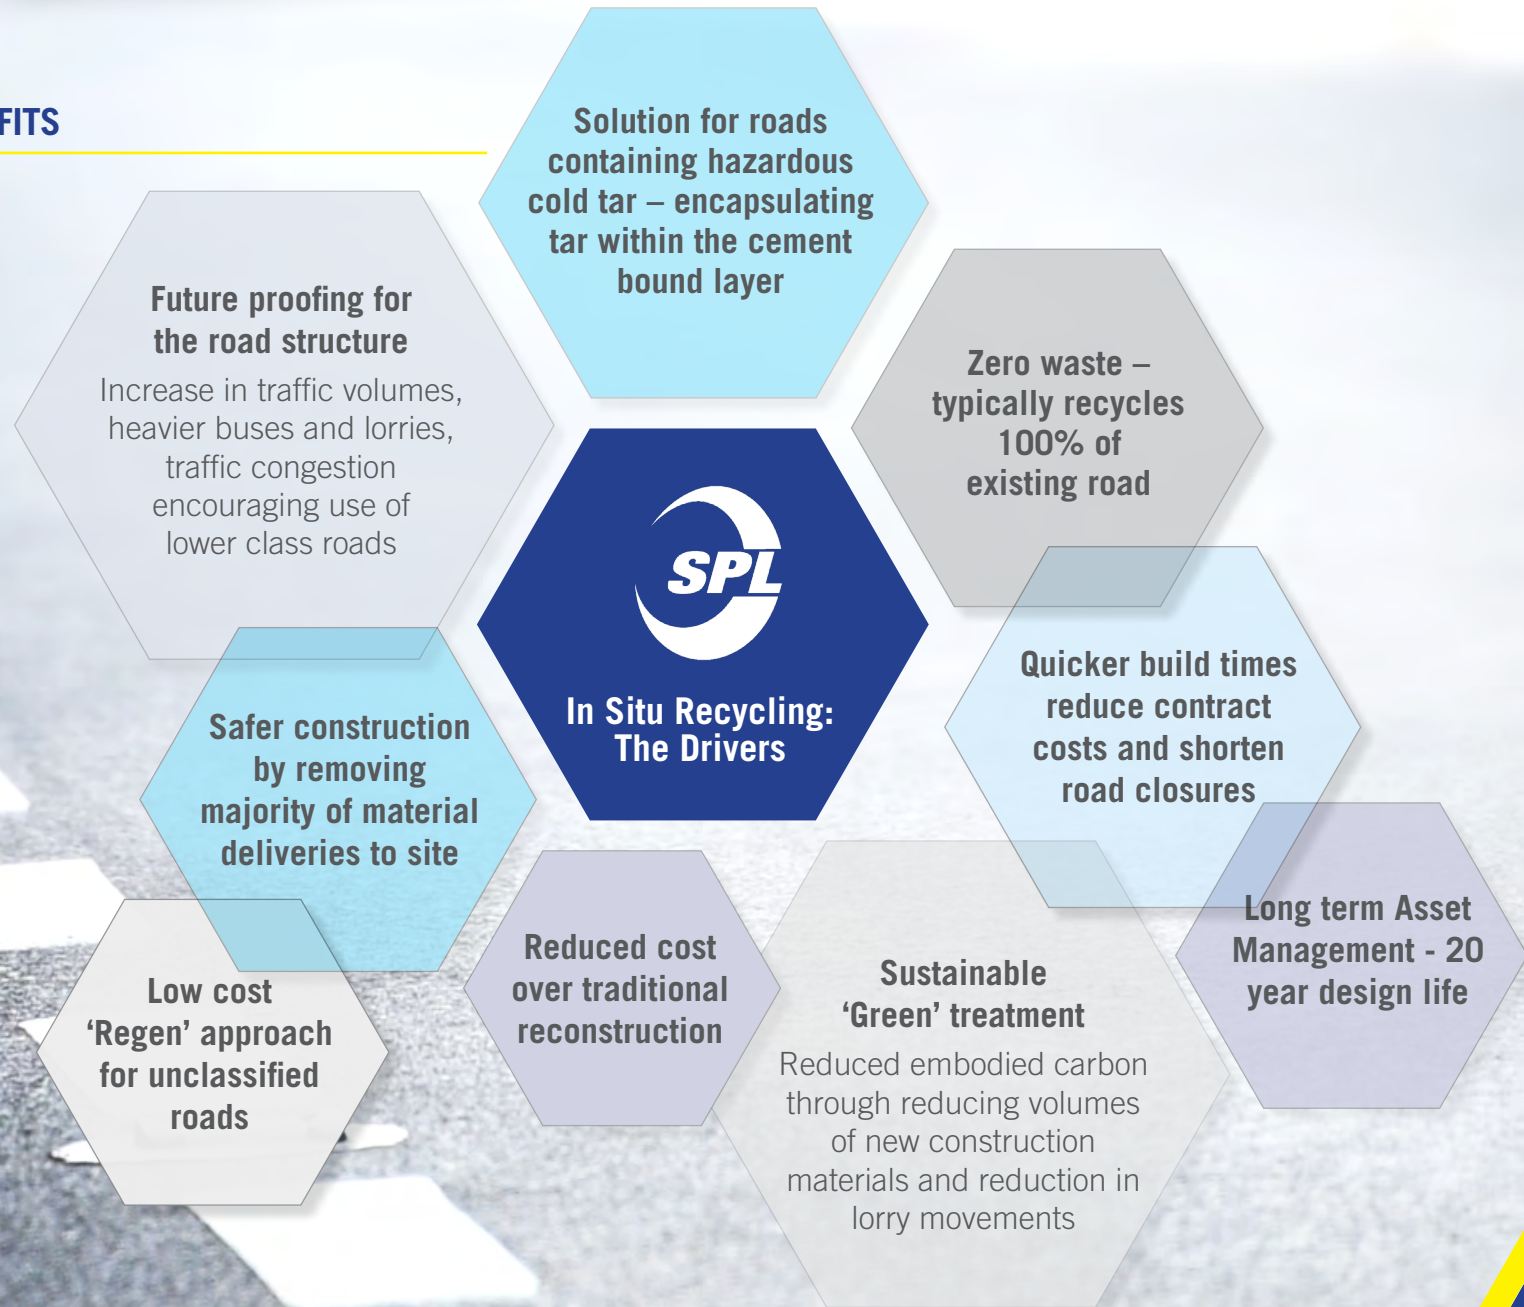 FITS
Solution for roads
containing hazardous
cold tar – encapsulating
tar within the cement
bound layer
Future proofing for
the road structure
Increase in traffic volumes,
heavier buses and lorries,
traffic congestion
encouraging use of
lower class roads
Zero waste –
typically recycles
100% of
existing road
SPL
In Situ Recycling:
The Drivers
Quicker build times
reduce contract
costs and shorten
road closures
Safer construction
by removing
majority of material
deliveries to site
Long term Asset
Management - 20
year design life
Reduced cost
over traditional
reconstruction
Sustainable
‘Green’ treatment
Reduced embodied carbon
through reducing volumes
of new construction
materials and reduction in
lorry movements
Low cost
‘Regen’ approach
for unclassified
roads